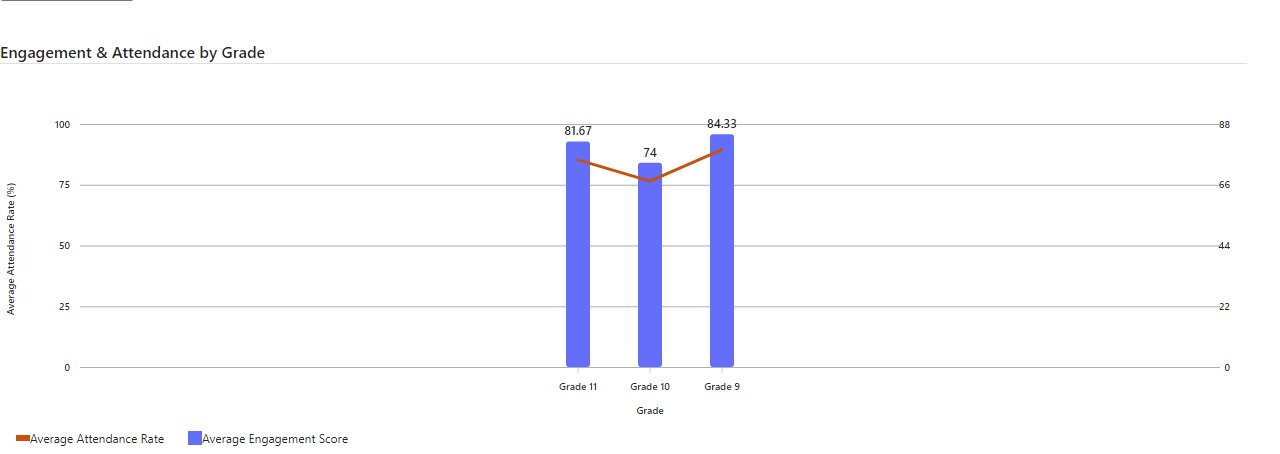 Engagement & Attendance by Grade
100
75
50
25
0
Average Attendance Rate (%)
81.67
74
84.33
88
66
44
22
0
Grade 11
Grade 10
Grade 9
Grade
Average Attendance Rate
Average Engagement Score